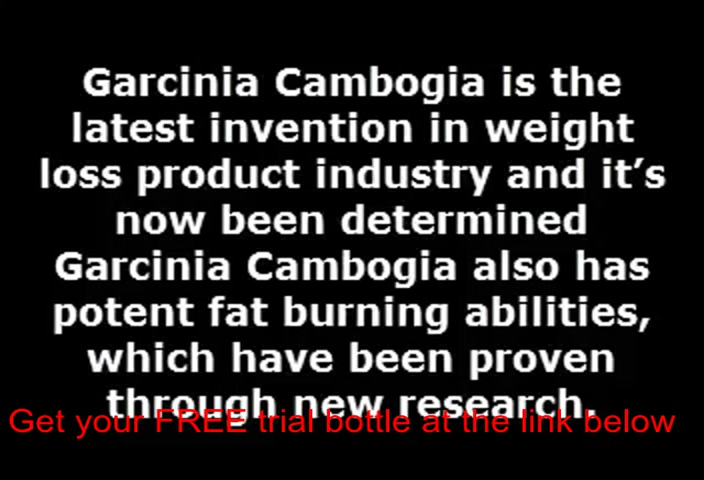 Garcinia Cambogia is the
latest invention in weight
loss product industry and it's
now been determined
Garcinia Cambogia also has
potent fat burning abilities,
which have been proven
through new research.
Get your FREE trial bottle at the link below